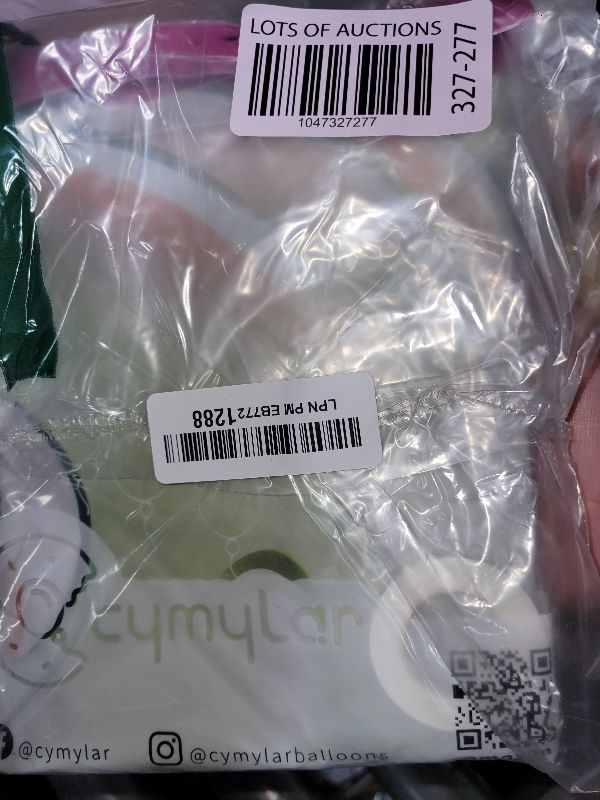 LOTS OF AUCTIONS
1047327277
327-277
LPN PM EB7721288
cymylar
@cymylar
@cymylarballoons